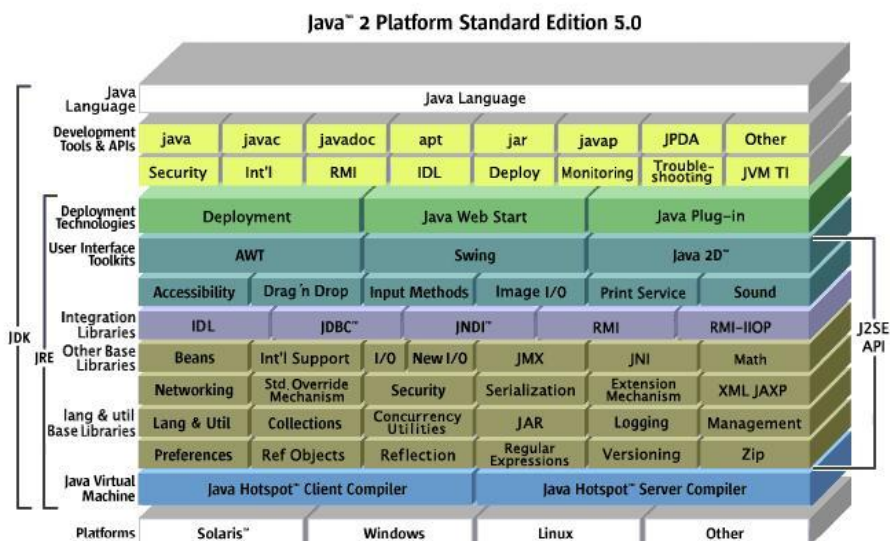 Java™ 2 Platform Standard Edition 5.0
Java
Language
Java Language
Development
Tools & APIs
java javac javadoc apt jar javap JPDA Other
Security Int'l RMI IDL Deploy Monitoring Trouble-
shooting JVM TI
Deployment
Technologies
Deployment Java Web Start Java Plug-in
User Interface
Toolkits
AWT Swing Java 2D™
Accessibility Drag 'n Drop Input Methods Image I/O Print Service Sound
Integration
Libraries
IDL JDBC™ JNDI™ RMI RMI-IIOP
Other Base
Libraries
Beans Int'l Support I/O New I/O JMX JNI Math
Networking Std. Override
Mechanism Security Serialization Extension
Mechanism XML JAXP
lang & util
Base Libraries
Lang & Util Collections Concurrency
Utilities JAR Logging Management
Preferences Ref Objects Reflection Regular
Expressions Versioning Zip
Java Virtual
Machine
Java Hotspot™ Client Compiler Java Hotspot™ Server Compiler
Platforms
Solaris™ Windows Linux Other
JDK
JRE
J2SE
API